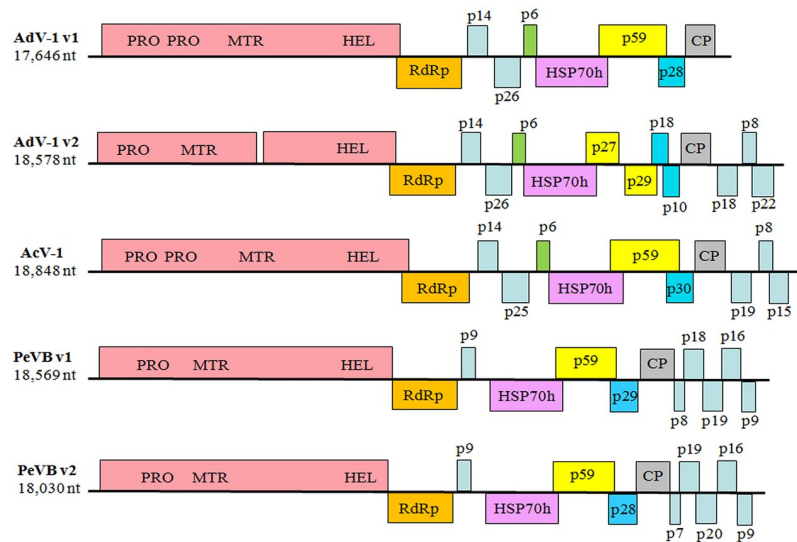 p14 p6 p59 CP
AdV-1 v1 PRO PRO MTR HEL
17,646 nt RdRp HSP70h p28
p26
p14 p6 p18 p8
AdV-1 v2 PRO MTR HEL p27 CP
18,578 nt RdRp HSP70h p29
p26 p10 p18 p22
p14 p6 p8
AcV-1 PRO PRO MTR HEL p59 CP
18,848 nt RdRp HSP70h p30
p25 p19 p15
p9 p18 p16
PeVB v1 PRO MTR HEL p59 CP
18,569 nt RdRp HSP70h p29
p8 p19 p9
p9 p19 p16
PeVB v2 PRO MTR HEL p59 CP
18,030 nt RdRp HSP70h p28
p7 p20 p9